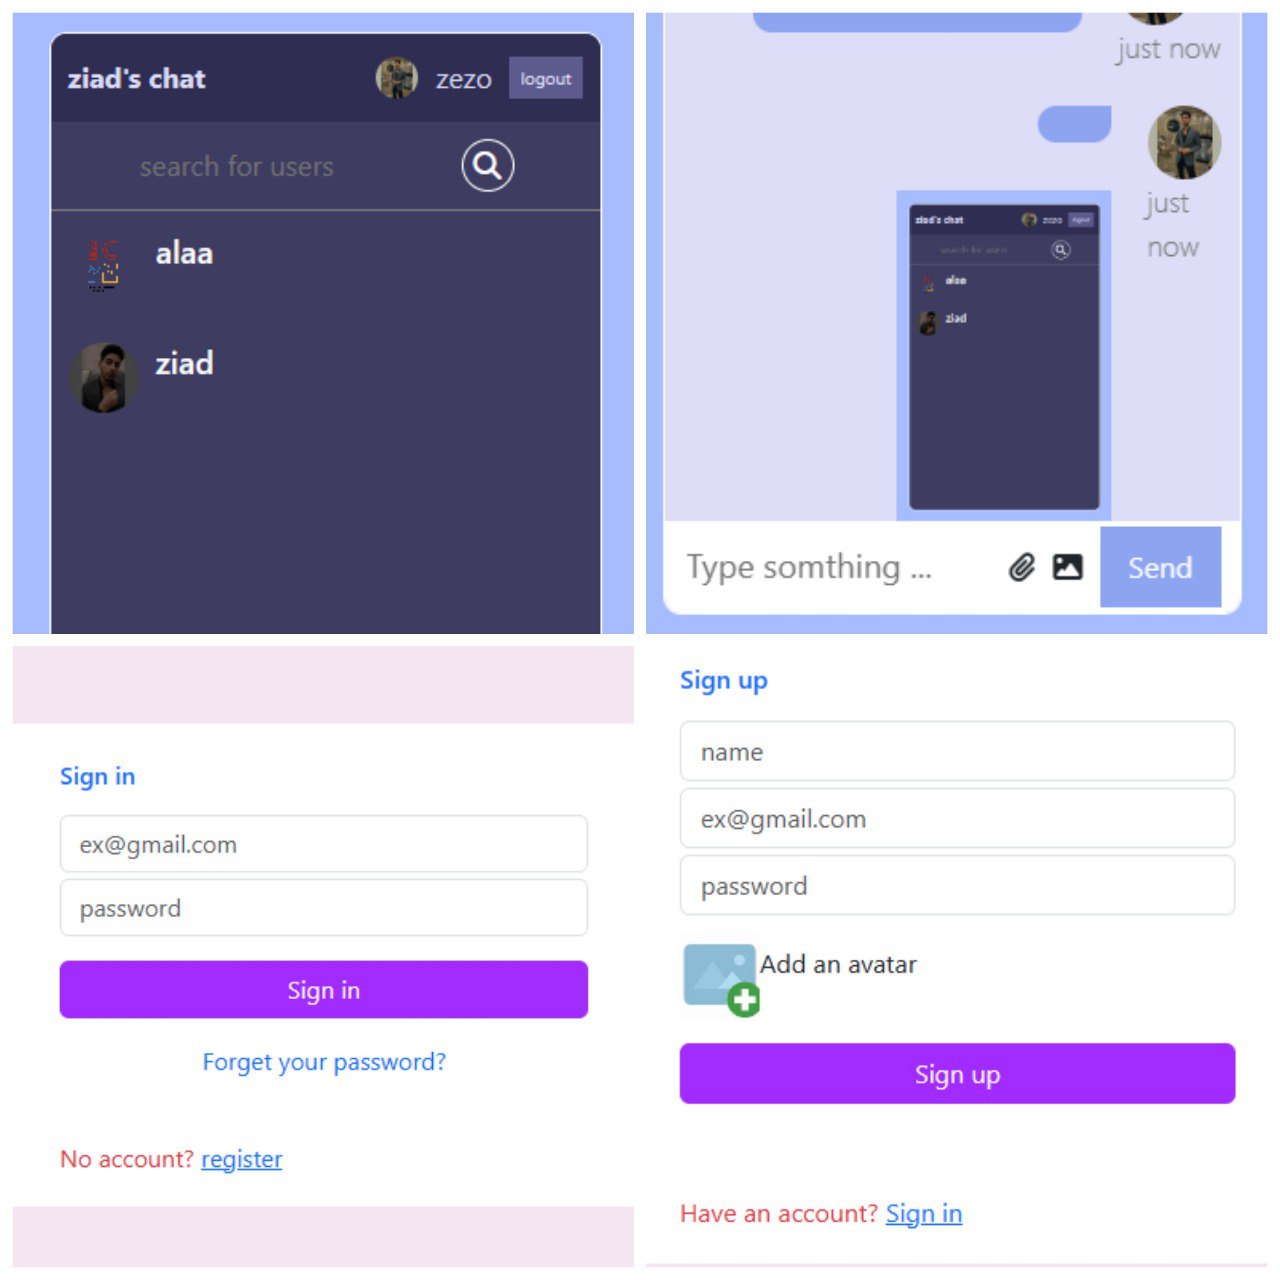 ziad's chat
zezo
logout
search for users
alaa
ziad
just now
just
now
ziad's chat
zezo
logout
search for users
alaa
ziad
Type somthing ...
Send
Sign in
ex@gmail.com
password
Sign in
Forget your password?
No account? register
Sign up
name
ex@gmail.com
password
Add an avatar
Sign up
Have an account? Sign in